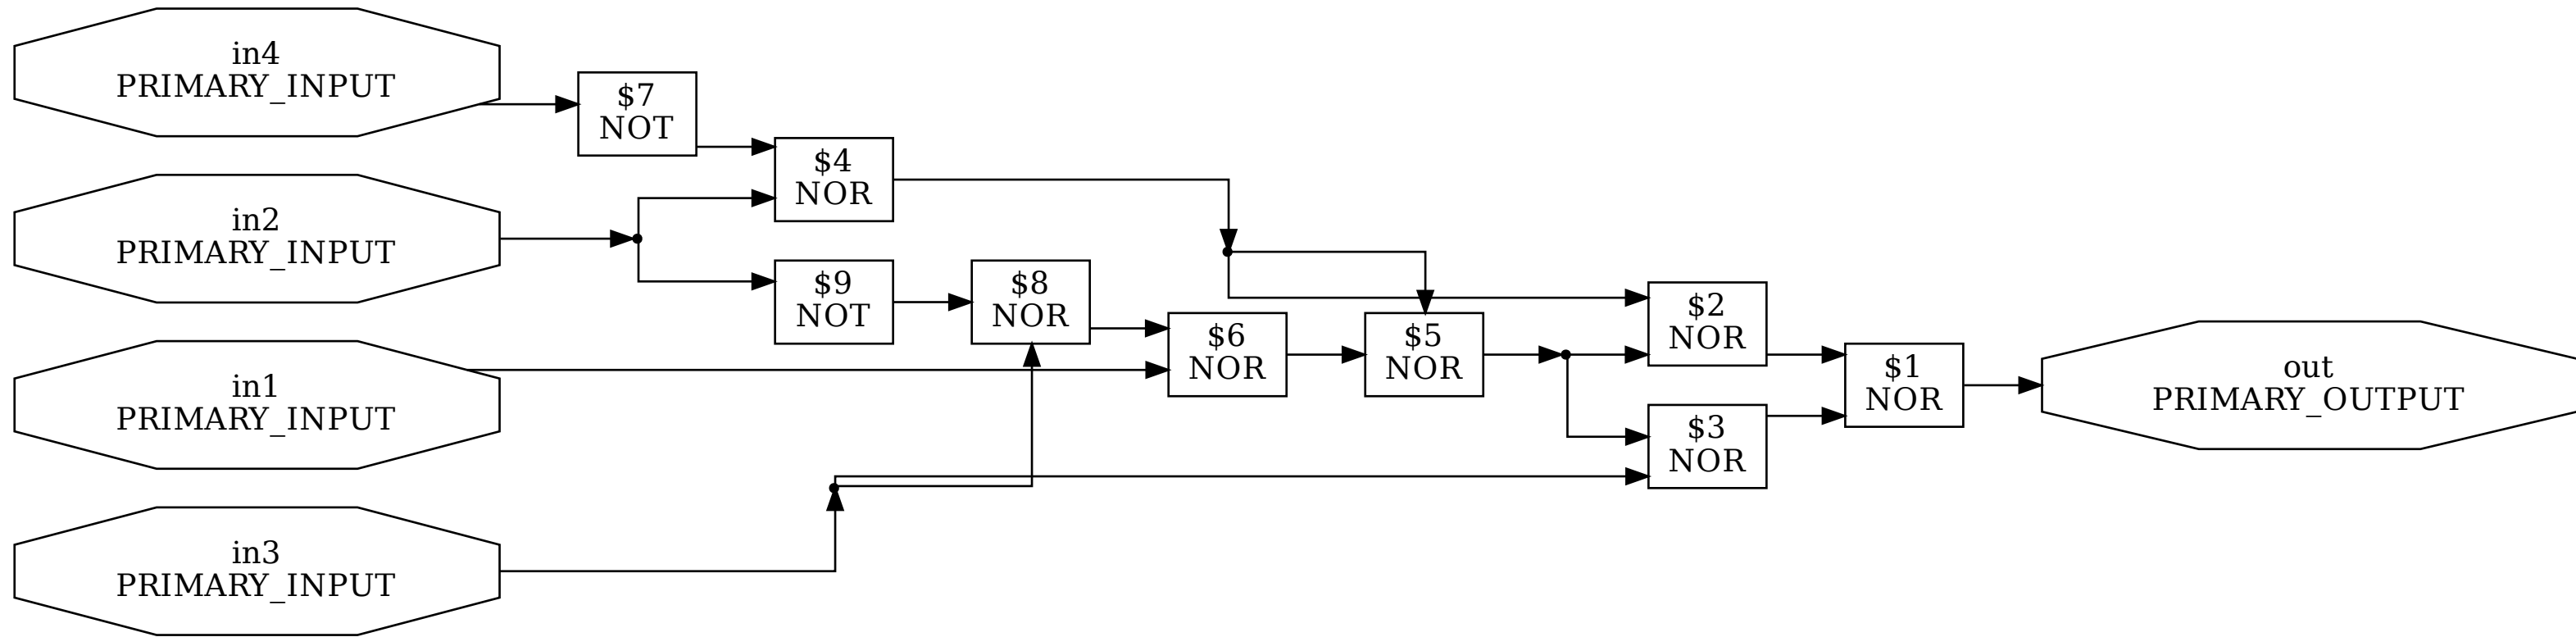 in4
PRIMARY_INPUT
$7
NOT
$4
NOR
in2
PRIMARY_INPUT
$9
NOT
$8
NOR
$6
NOR
$5
NOR
$2
NOR
$1
NOR
out
PRIMARY_OUTPUT
in1
PRIMARY_INPUT
$3
NOR
in3
PRIMARY_INPUT